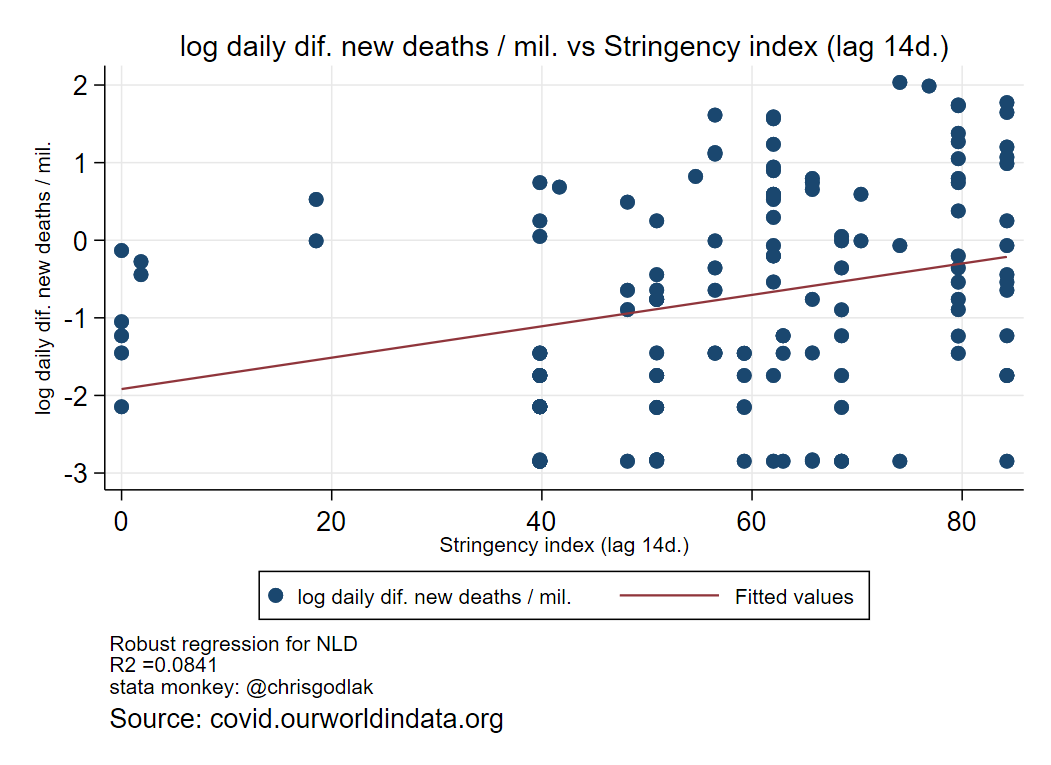 log daily dif. new deaths / mil. vs Stringency index (lag 14d.)
log daily dif. new deaths / mil.
2
1
0
-1
-2
-3
0 20 40 60 80
Stringency index (lag 14d.)
log daily dif. new deaths / mil. Fitted values
Robust regression for NLD
R2 =0.0841
stata monkey: @chrisgodlak
Source: covid.ourworldindata.org